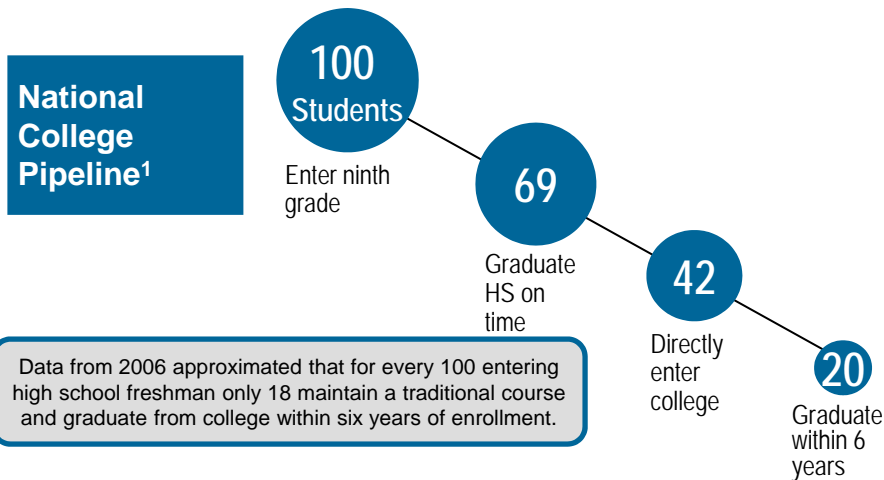 National
College
Pipeline¹
100
Students
Enter ninth
grade
69
Graduate
HS on
time
42
Directly
enter
college
20
Graduate
within 6
years
Data from 2006 approximated that for every 100 entering
high school freshman only 18 maintain a traditional course
and graduate from college within six years of enrollment.